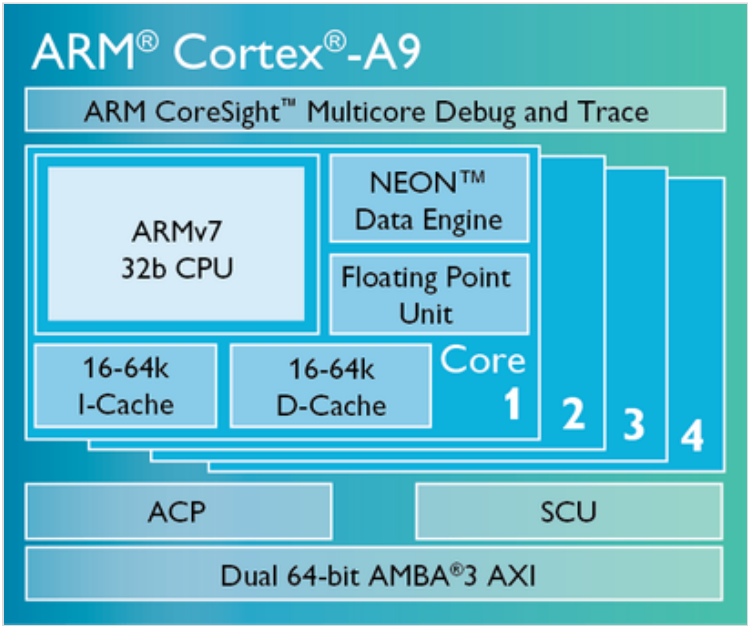 ARM® Cortex®-A9
ARM CoreSight™ Multicore Debug and Trace
ARMv7
32b CPU
NEON™
Data Engine
Floating Point
Unit
16-64k
I-Cache
16-64k
D-Cache
Core
1
2
3
4
ACP
SCU
Dual 64-bit AMBA®3 AXI